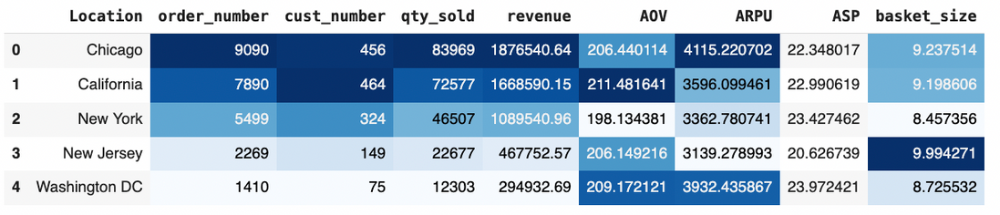 Location order_number cust_number qty_sold revenue AOV ARPU ASP basket_size
0 Chicago 9090 456 83969 1876540.64 206.440114 4115.220702 22.348017 9.237514
1 California 7890 464 72577 1668590.15 211.481641 3596.099461 22.990619 9.198606
2 New York 5499 324 46507 1089540.96 198.134381 3362.780741 23.427462 8.457356
3 New Jersey 2269 149 22677 467752.57 206.149216 3139.278993 20.626739 9.994271
4 Washington DC 1410 75 12303 294932.69 209.172121 3932.435867 23.972421 8.725532